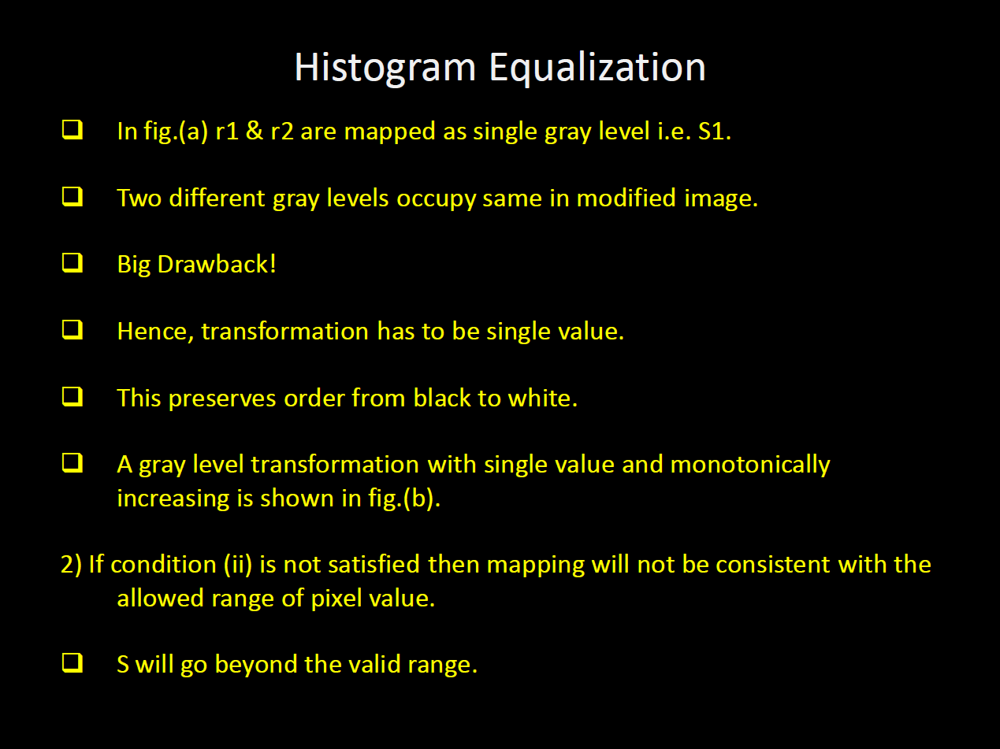 Histogram Equalization
❑ In fig.(a) r1 & r2 are mapped as single gray level i.e. S1.
❑ Two different gray levels occupy same in modified image.
❑ Big Drawback!
❑ Hence, transformation has to be single value.
❑ This preserves order from black to white.
❑ A gray level transformation with single value and monotonically
increasing is shown in fig.(b).
2) If condition (ii) is not satisfied then mapping will not be consistent with the
allowed range of pixel value.
❑ S will go beyond the valid range.